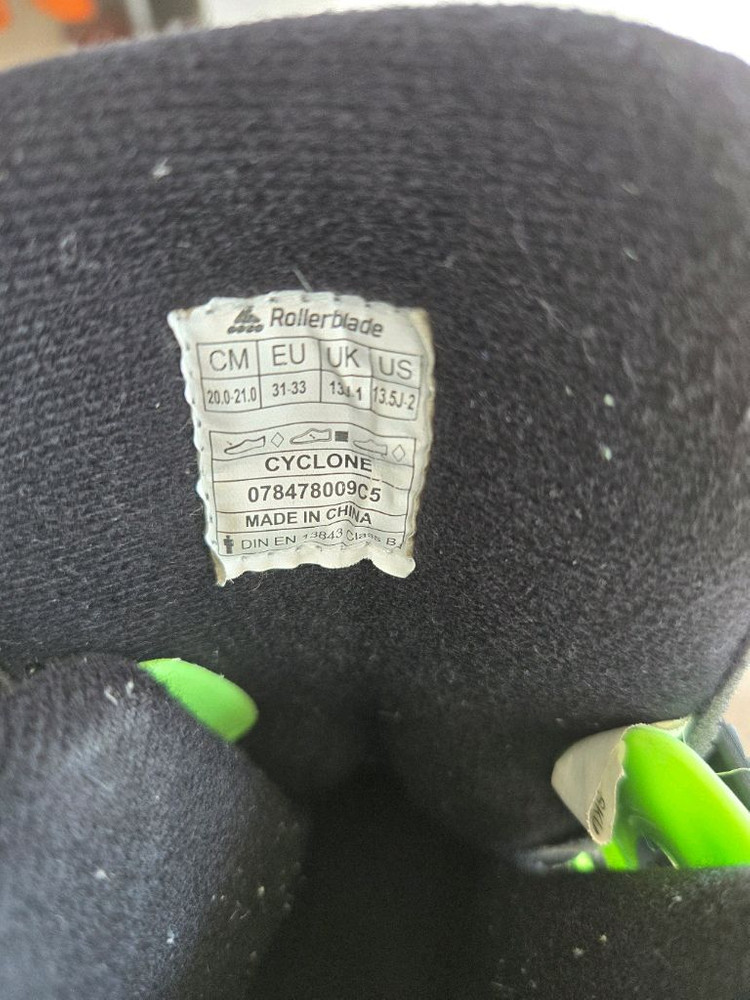 Rollerblade
CM EU UK US
20.0-21.0 31-33 13J-1 13.5J-2
CYCLONE
078478009C5
MADE IN CHINA
DIN EN 13843 Class B